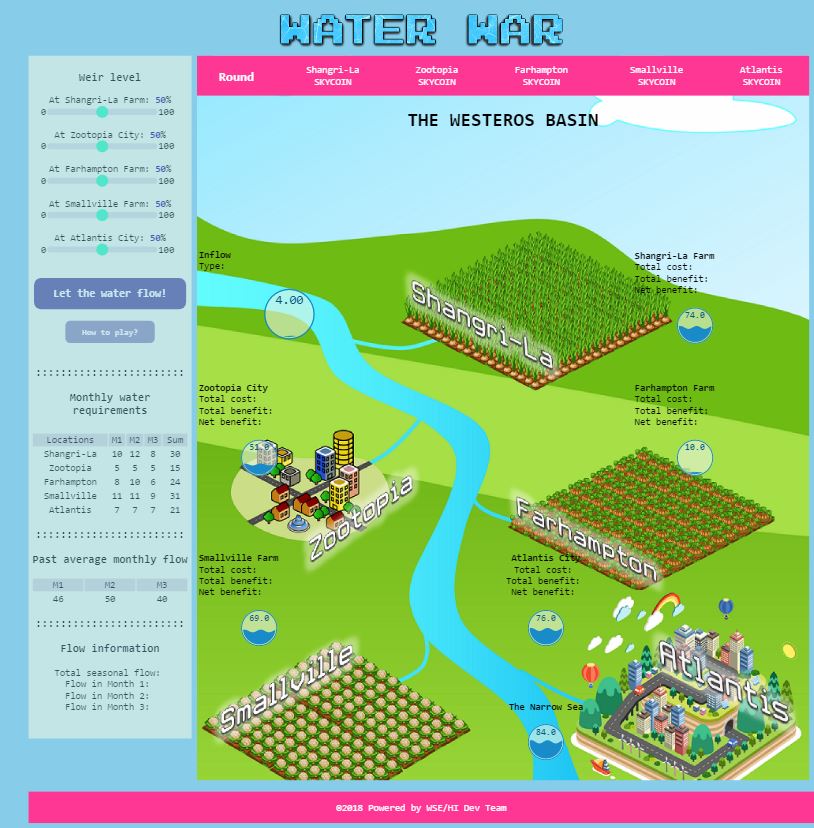 WATER WAR
Weir level
At Shangri-La Farm: 50%
0 100
At Zootopia City: 50%
0 100
At Farhampton Farm: 50%
0 100
At Smallville Farm: 50%
0 100
At Atlantis City: 50%
0 100
Let the water flow!
How to play?
::::::::::::::::::::::::
Monthly water
requirements
Locations M1 M2 M3 Sum
Shangri-La 10 12 8 30
Zootopia 5 5 5 15
Farhampton 8 10 6 24
Smallville 11 11 9 31
Atlantis 7 7 7 21
::::::::::::::::::::::::
Past average monthly flow
M1 M2 M3
46 50 40
::::::::::::::::::::::::
Flow information
Total seasonal flow:
Flow in Month 1:
Flow in Month 2:
Flow in Month 3:
Round
Shangri-La
SKYCOIN
Zootopia
SKYCOIN
Farhampton
SKYCOIN
Smallville
SKYCOIN
Atlantis
SKYCOIN
THE WESTEROS BASIN
Inflow
Type:
4.00
Shangri-La
Shangri-La Farm
Total cost:
Total benefit:
Net benefit:
74.0
Zootopia City
Total cost:
Total benefit:
Net benefit:
51.0
Zootopia
Farhampton Farm
Total cost:
Total benefit:
Net benefit:
10.0
Farhampton
Smallville Farm
Total cost:
Total benefit:
Net benefit:
69.0
Smallville
Atlantis City
Total cost:
Total benefit:
Net benefit:
76.0
Atlantis
The Narrow Sea
84.0
©2018 Powered by WSE/HI Dev Team